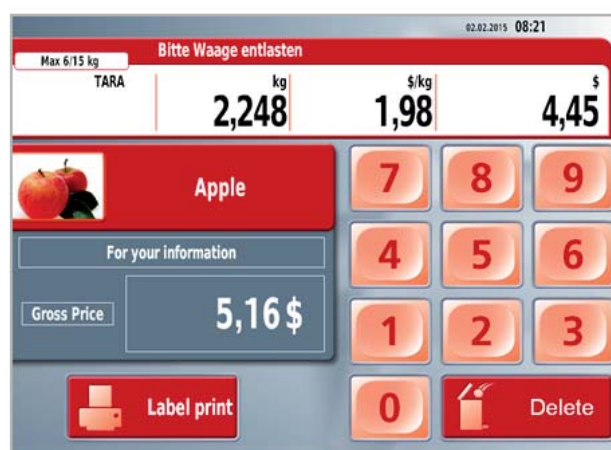 02.02.2015 08:21
Max 6/15 kg
Bitte Waage entlasten
TARA kg $/kg $
2,248 1,98 4,45
Apple
7 8 9
For your information
4 5 6
Gross Price 5,16 $
1 2 3
Label print
0 Delete